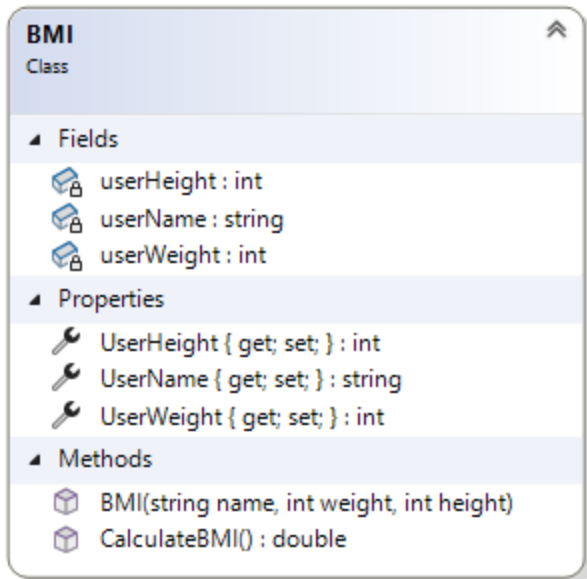 BMI
Class
Fields
userHeight : int
userName : string
userWeight : int
Properties
UserHeight { get; set; } : int
UserName { get; set; } : string
UserWeight { get; set; } : int
Methods
BMI(string name, int weight, int height)
CalculateBMI() : double